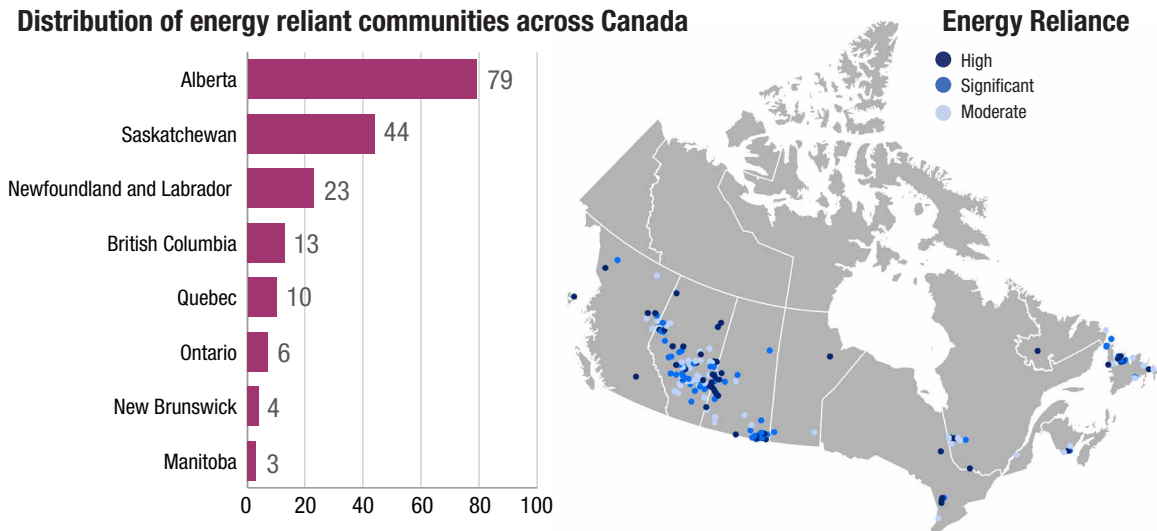 Distribution of energy reliant communities across Canada
Alberta 79
Saskatchewan 44
Newfoundland and Labrador 23
British Columbia 13
Quebec 10
Ontario 6
New Brunswick 4
Manitoba 3
0 20 40 60 80 100
Energy Reliance
High
Significant
Moderate